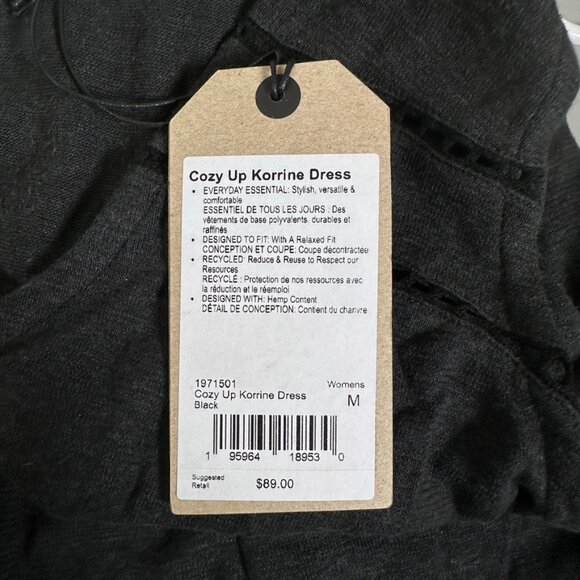 Cozy Up Korrine Dress
• EVERYDAY ESSENTIAL: Stylish, versatile &
comfortable
ESSENTIEL DE TOUS LES JOURS : Des
vêtements de base polyvalents, durables et
raffinés
• DESIGNED TO FIT: With A Relaxed Fit
CONCEPTION ET COUPE: Coupe décontractée
• RECYCLED: Reduce & Reuse to Respect our
Resources
RECYCLÉ : Protection de nos ressources avec
la réduction et le réemploi
• DESIGNED WITH: Hemp Content
DÉTAIL DE CONCEPTION: Contient du chanvre
1971501 Womens
Cozy Up Korrine Dress M
Black
1 95964 18953 0
Suggested
Retail $89.00